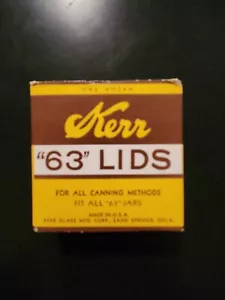 Kerr
"63" LIDS
FOR ALL CANNING METHODS
FIT ALL "63" JARS
MADE IN U.S.A.
KERR GLASS MFG. CORP., SAND SPRINGS, OKLA.